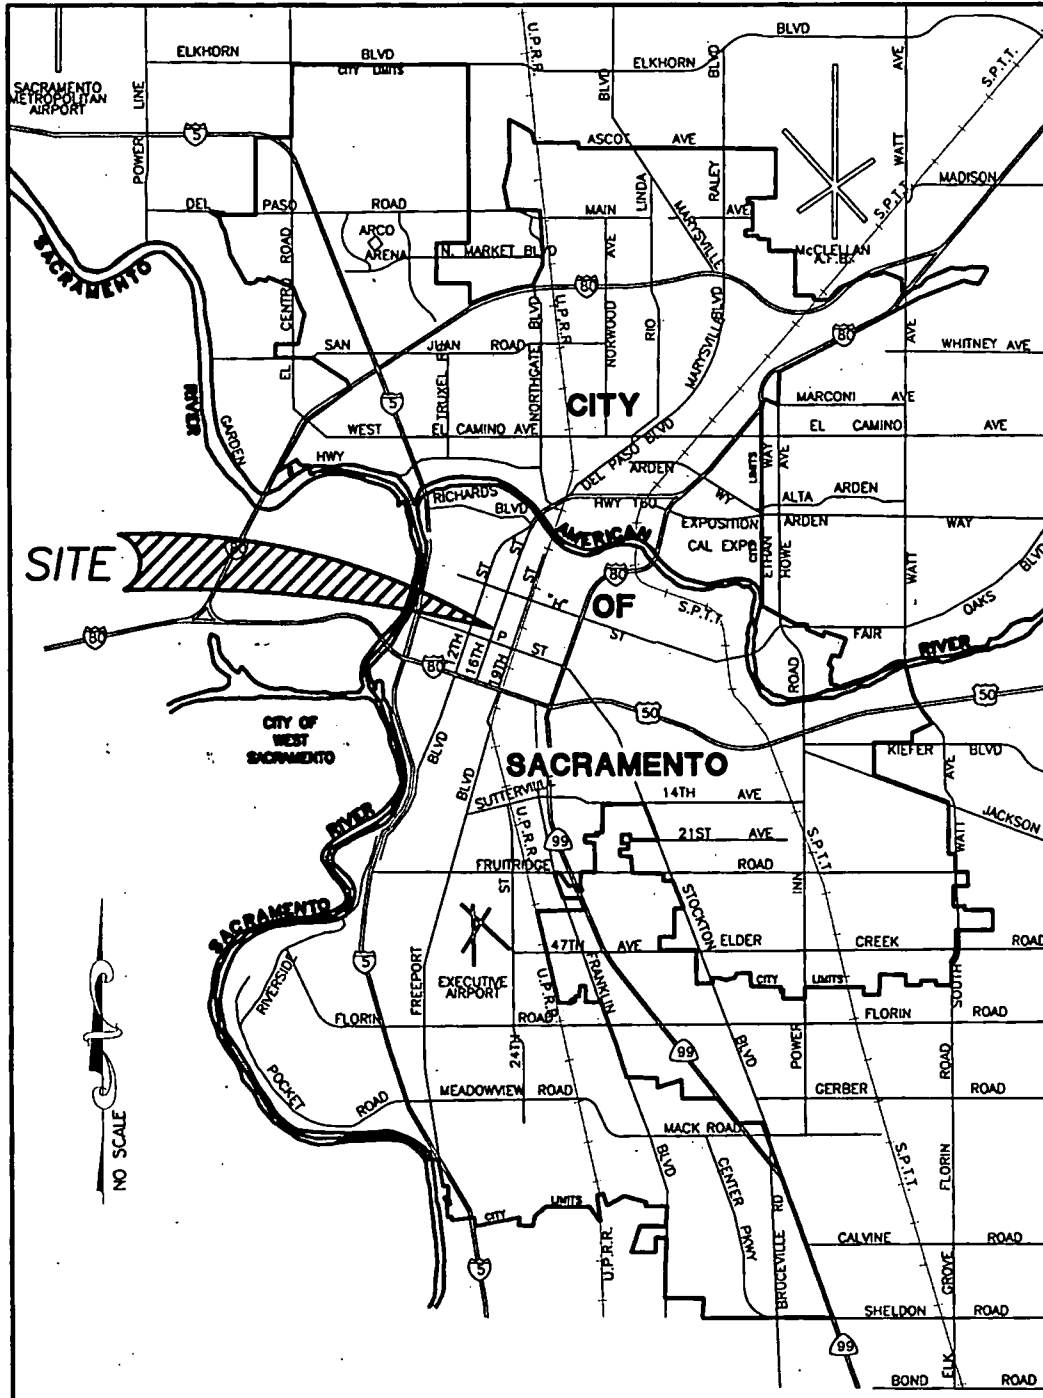 ELKHORN BLVD
CITY LIMITS
U.P.R.R.
BLVD
ELKHORN
BLVD
BLVD
AVE
S.P.T.T.
SACRAMENTO
METROPOLITAN
AIRPORT
POWER LINE
5
ASCOT AVE
LINDA
RALEY
WATT
MADISON
S.P.T.T.
DEL PASO ROAD
MAIN AVE
MARYSVILLE
ARCO
ARENA
N. MARKET BLVD
AVE
McCLELLAN
A.F.B.
SACRAMENTO
EL CENTRO ROAD
80
BLVD
U.P.R.R.
NORWOOD
RIO
MARYSVILLE
BLVD
80
AVE
SAN JUAN ROAD
WHITNEY AVE
TRUXEL
NORTHGATE
5
CITY
MARCONI AVE
RIVER
GARDEN
HWY
WEST EL CAMINO AVE
EL CAMINO AVE
DEL PASO BLVD
ARDEN
WY
LIMITS
WAY
AVE
ALTA ARDEN
RICHARDS
BLVD
HWY 160
AMERICAN
EXPOSITION
ARDEN
WAY
CAL EXPO
CITY
ETHAN
HOWE
WATT
OAKS
BLVD
SITE
80
ST
ST
ST
"J"
80
OF
S.P.T.T.
ST
FAIR
RIVER
80
12TH
16TH
19TH
P
ST
80
ROAD
50
50
CITY OF
WEST
SACRAMENTO
BLVD
BLVD
SACRAMENTO
KIEFER BLVD
AVE
SUTTERVILLE
14TH AVE
JACKSON
RIVER
U.P.R.R.
99
21ST AVE
S.P.T.T.
WATT
FRUITRIDGE
ROAD
ST
INN
STOCKTON
SACRAMENTO
47TH AVE
ELDER CREEK ROAD
RIVERSIDE
5
FREEPORT
EXECUTIVE
AIRPORT
U.P.R.R.
FRANKLIN
CITY LIMITS
SOUTH
FLORIN ROAD
FLORIN ROAD
24TH
99
BLVD
POWER
ROAD
POCKET
ROAD
MEADOWVIEW ROAD
GERBER ROAD
NO SCALE
MACK ROAD
BLVD
CENTER
PKWY
RD
S.P.T.T.
FLORIN
CITY LIMITS
U.P.R.R.
BRUCEVILLE
CALVINE ROAD
5
GROVE
SHELDON ROAD
99
ELK
BOND ROAD